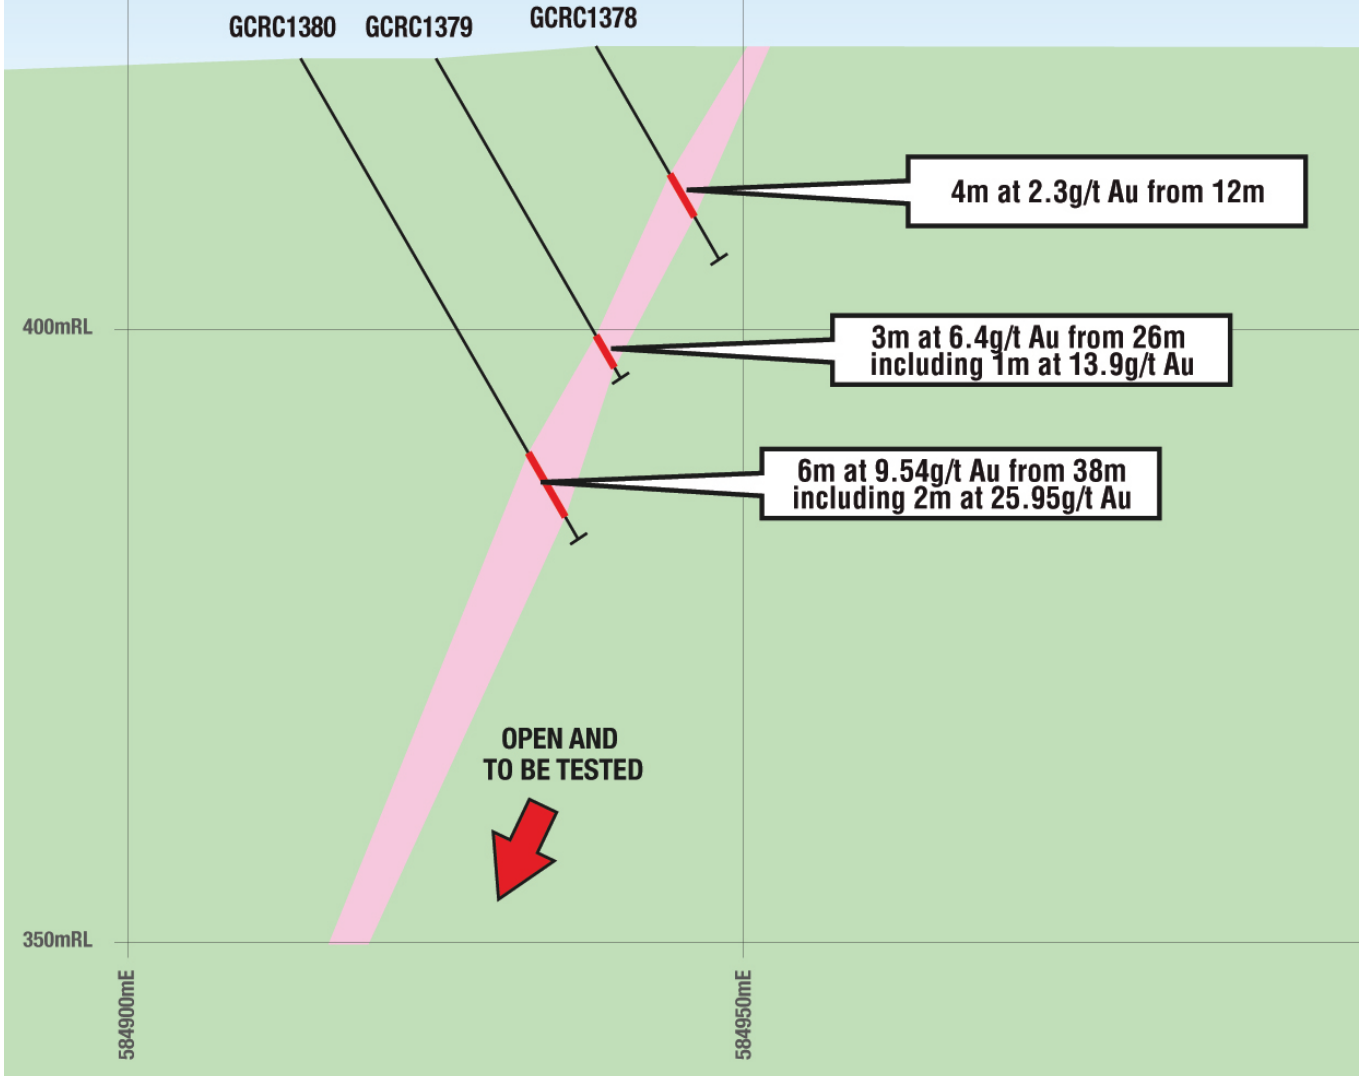 GCRC1380
GCRC1379
GCRC1378
4m at 2.3g/t Au from 12m
400mRL
3m at 6.4g/t Au from 26m
including 1m at 13.9g/t Au
6m at 9.54g/t Au from 38m
including 2m at 25.95g/t Au
OPEN AND
TO BE TESTED
350mRL
584900mE
584950mE